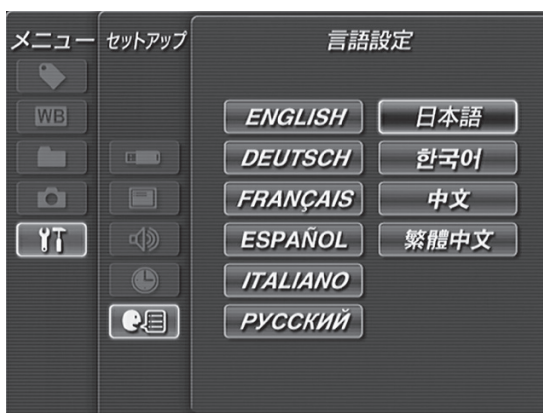 メニュー
セットアップ
言語設定
WB
ENGLISH
日本語
DEUTSCH
한국어
FRANÇAIS
中文
ESPAÑOL
繁體中文
ITALIANO
РУССКИЙ